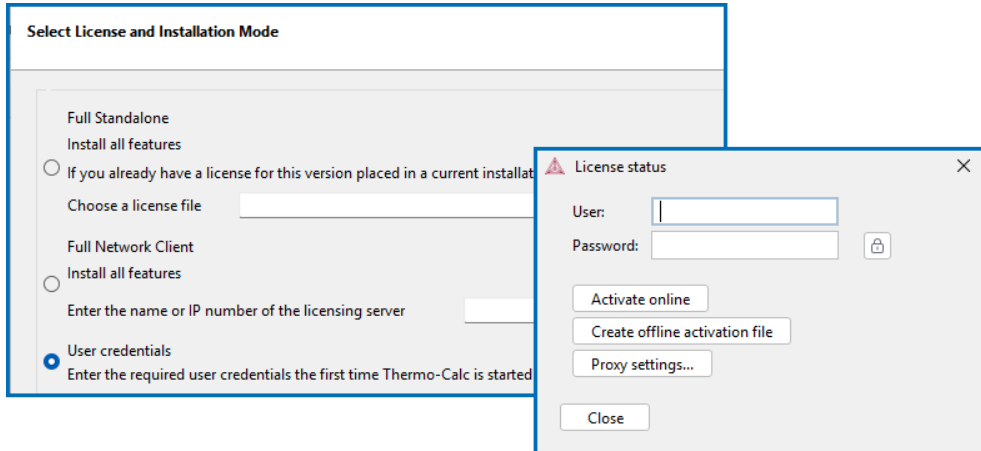 Select License and Installation Mode
Full Standalone
Install all features
If you already have a license for this version placed in a current installat
Choose a license file
Full Network Client
Install all features
Enter the name or IP number of the licensing server
User credentials
Enter the required user credentials the first time Thermo-Calc is started
License status
User:
Password:
Activate online
Create offline activation file
Proxy settings...
Close